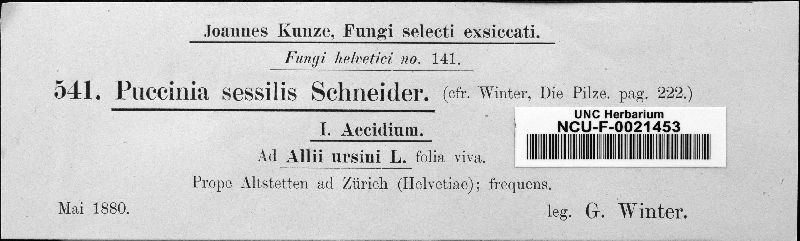 Joannes Kunze, Fungi selecti exsiccati.
Fungi helvetici no. 141.
541. Puccinia sessilis Schneider. (cfr. Winter, Die Pilze. pag. 222.)
UNC Herbarium
NCU-F-0021453
I. Aecidium.
Ad Allii ursini L. folia viva.
Prope Altstetten ad Zürich (Helvetiae); frequens.
Mai 1880. leg. G. Winter.